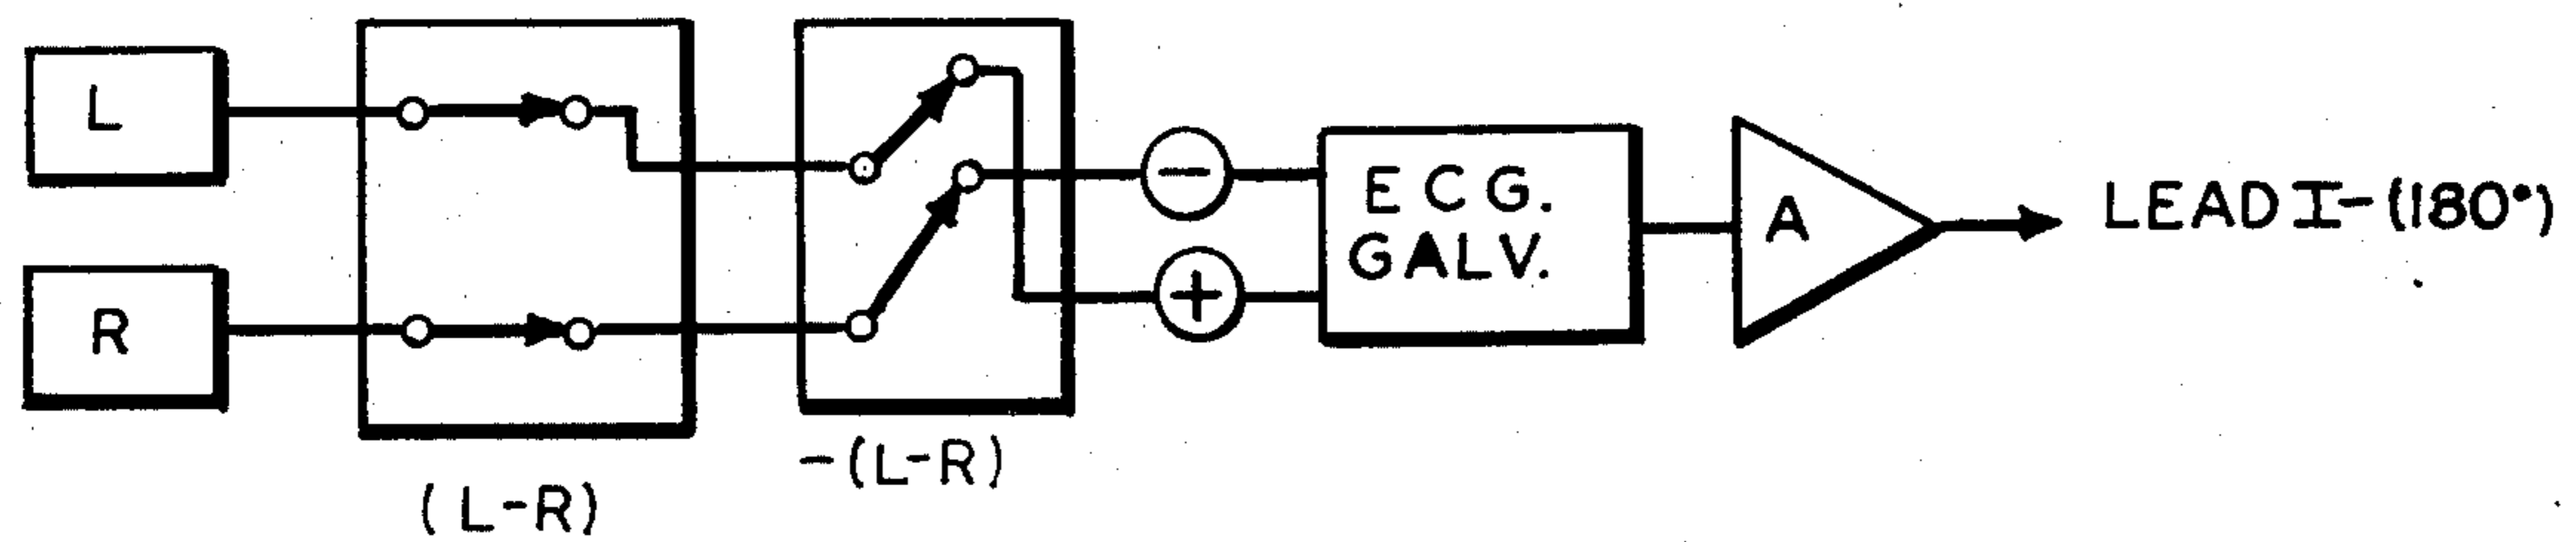 L
R
(L-R)
-(L-R)
−
+
ECG.
GALV.
A
LEAD I-(180°)